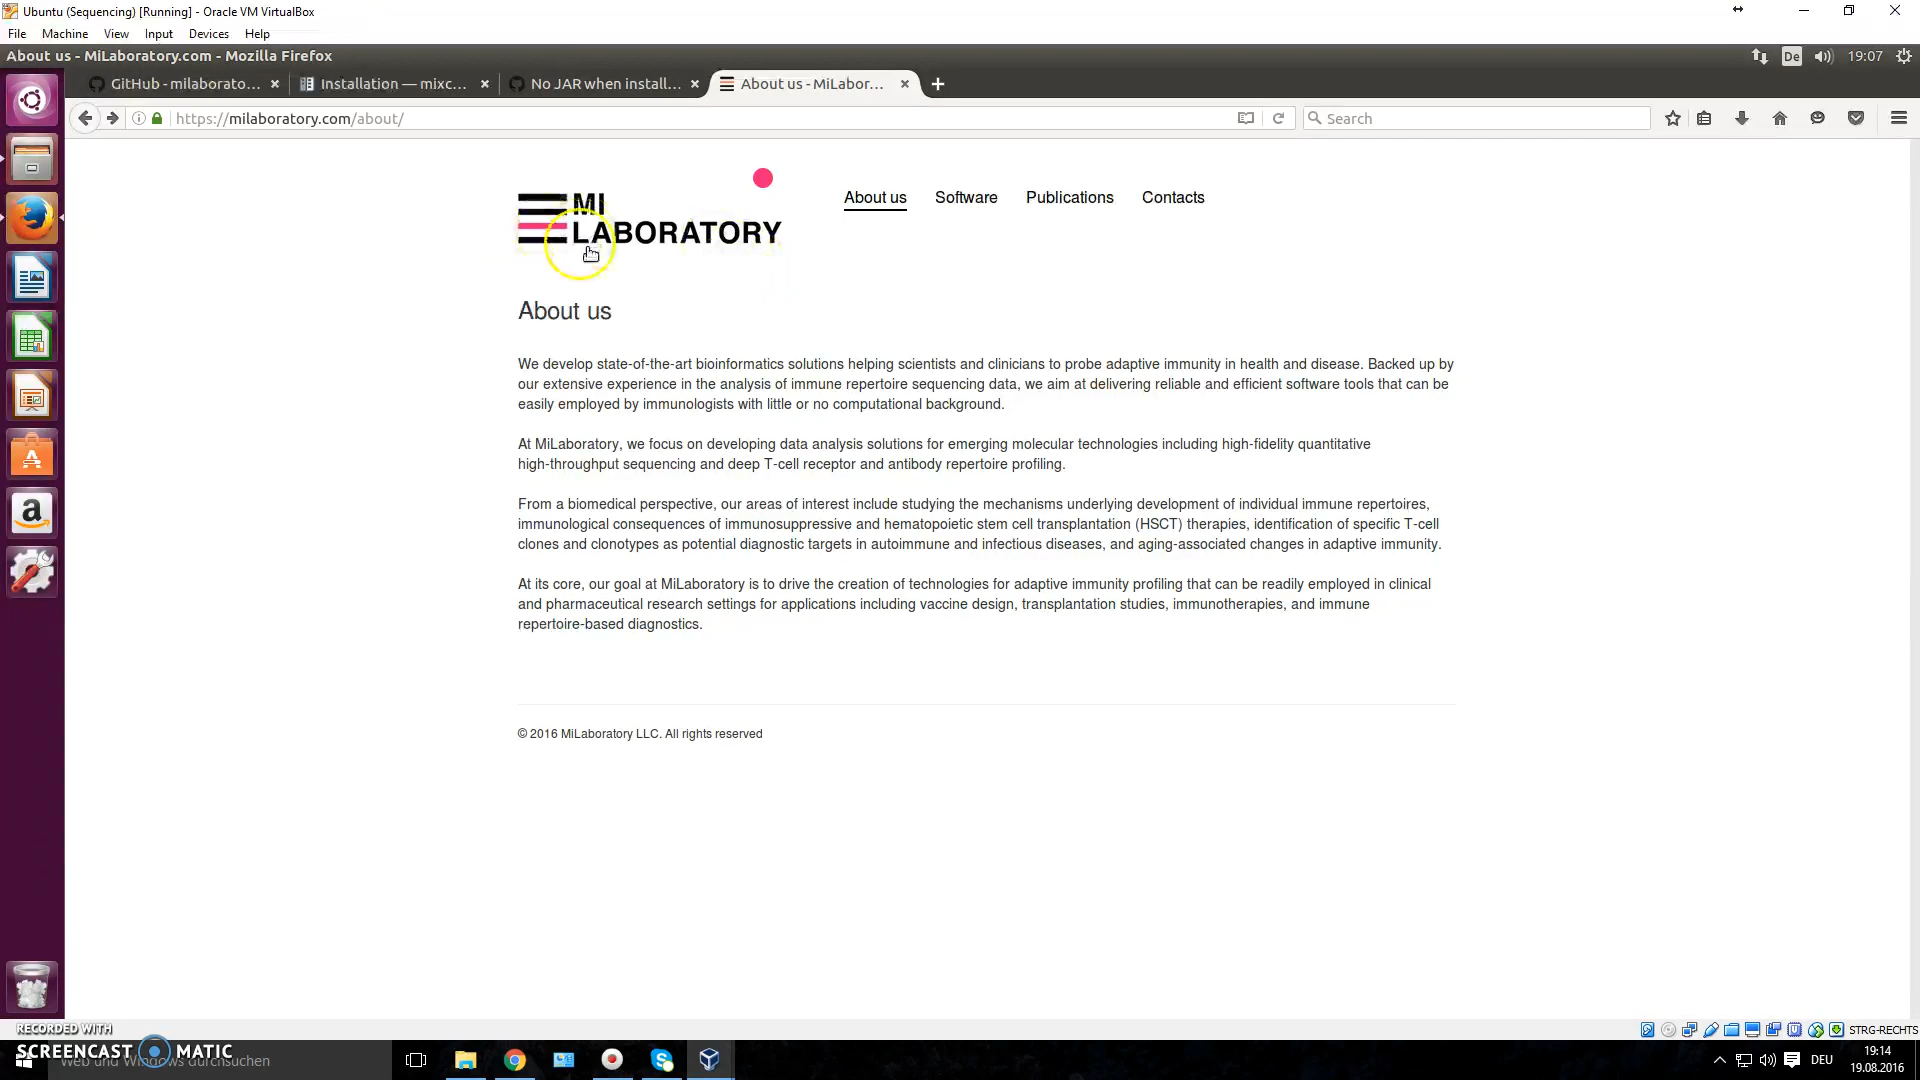 Ubuntu (Sequencing) [Running] - Oracle VM VirtualBox
File Machine View Input Devices Help
About us - MiLaboratory.com - Mozilla Firefox
De 19:07
GitHub - milaborato... Installation — mixc... No JAR when install... About us - MiLabor...
https://milaboratory.com/about/
Search
MI
LABORATORY
About us Software Publications Contacts
About us
We develop state-of-the-art bioinformatics solutions helping scientists and clinicians to probe adaptive immunity in health and disease. Backed up by
our extensive experience in the analysis of immune repertoire sequencing data, we aim at delivering reliable and efficient software tools that can be
easily employed by immunologists with little or no computational background.
At MiLaboratory, we focus on developing data analysis solutions for emerging molecular technologies including high-fidelity quantitative
high-throughput sequencing and deep T-cell receptor and antibody repertoire profiling.
From a biomedical perspective, our areas of interest include studying the mechanisms underlying development of individual immune repertoires,
immunological consequences of immunosuppressive and hematopoietic stem cell transplantation (HSCT) therapies, identification of specific T-cell
clones and clonotypes as potential diagnostic targets in autoimmune and infectious diseases, and aging-associated changes in adaptive immunity.
At its core, our goal at MiLaboratory is to drive the creation of technologies for adaptive immunity profiling that can be readily employed in clinical
and pharmaceutical research settings for applications including vaccine design, transplantation studies, immunotherapies, and immune
repertoire-based diagnostics.
© 2016 MiLaboratory LLC. All rights reserved
STRG-RECHTS
RECORDED WITH
SCREENCAST MATIC
Web und Windows durchsuchen
DEU
19:14
19.08.2016